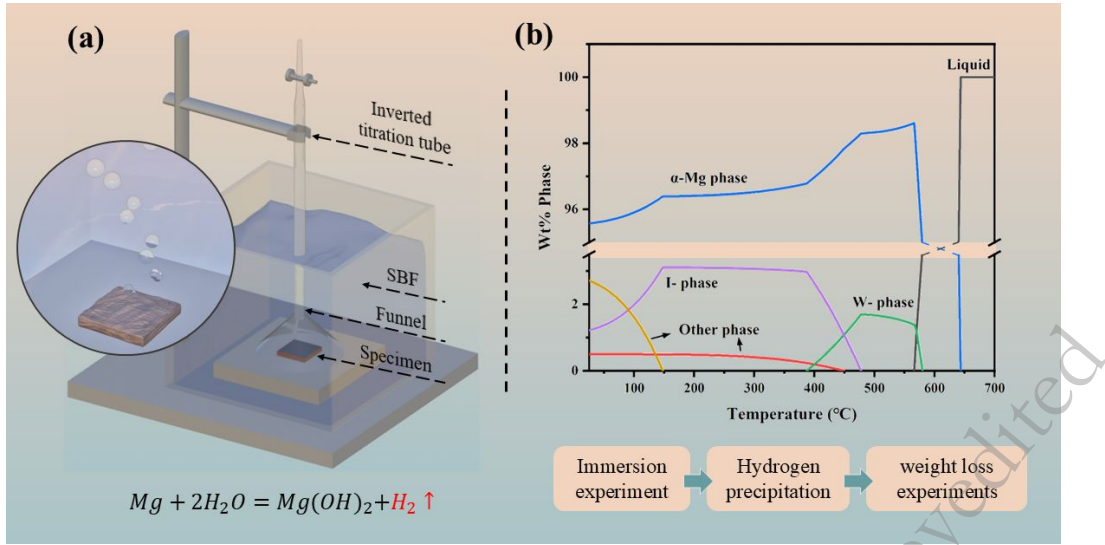 (a)
Inverted
titration tube
SBF
Funnel
Specimen
Mg + 2H₂O = Mg(OH)₂+H₂ ↑
(b)
Liquid
100
98
α-Mg phase
96
Wt% Phase
I- phase
W- phase
2
Other phase
0
100 200 300 400 500 600 700
Temperature (°C)
Immersion
experiment
Hydrogen
precipitation
weight loss
experiments